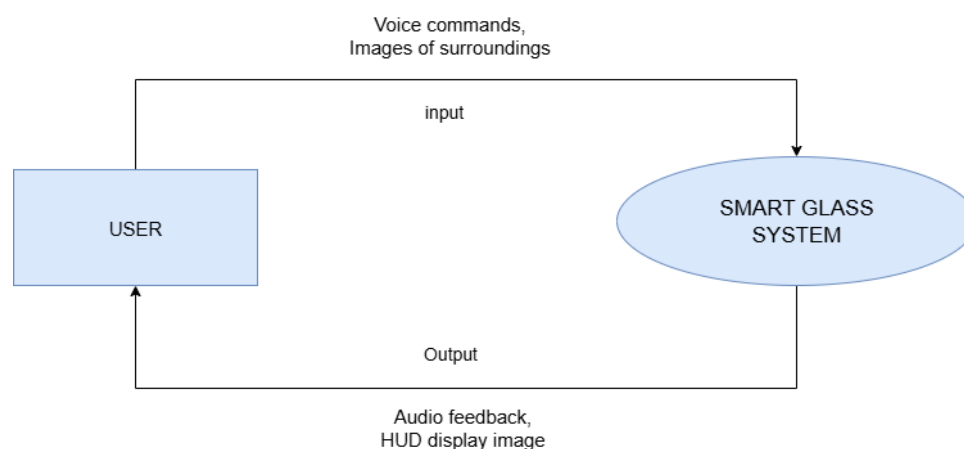 Voice commands,
Images of surroundings
input
USER
SMART GLASS
SYSTEM
Output
Audio feedback,
HUD display image